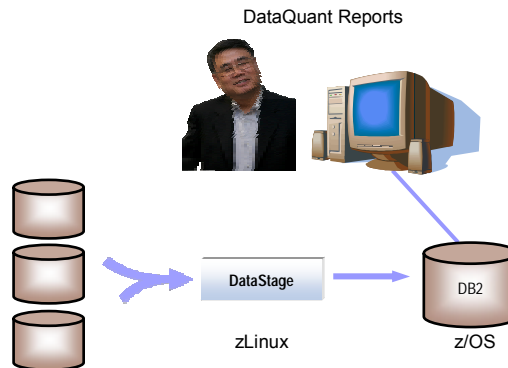 DataQuant Reports
DataStage
DB2
zLinux
z/OS